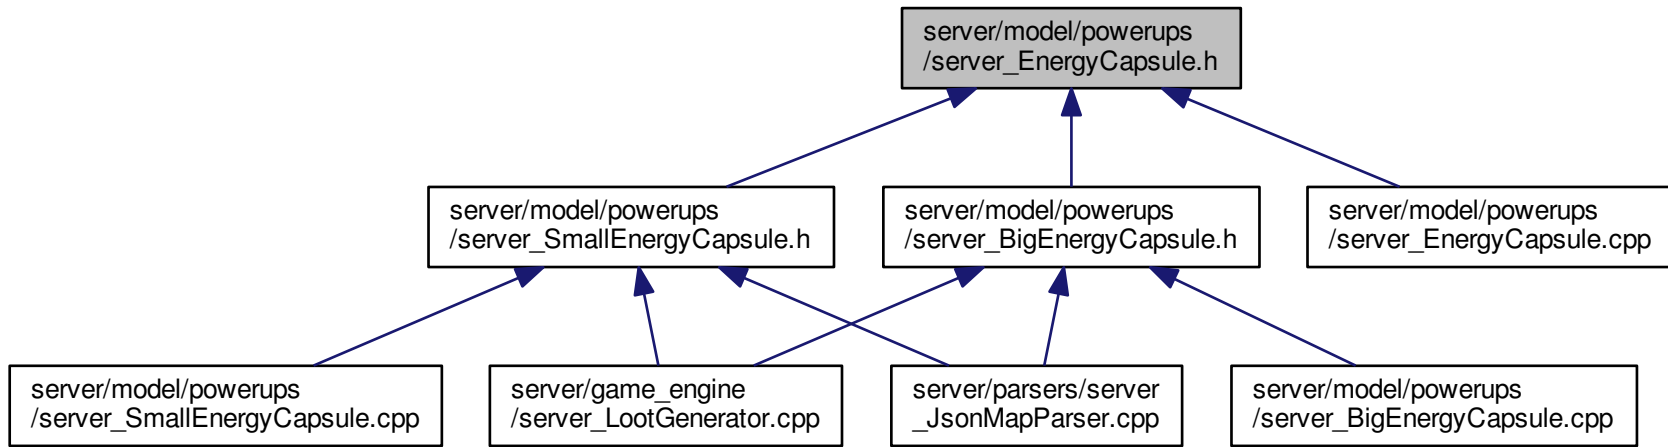 server/model/powerups
/server_EnergyCapsule.h
server/model/powerups
/server_SmallEnergyCapsule.h
server/model/powerups
/server_BigEnergyCapsule.h
server/model/powerups
/server_EnergyCapsule.cpp
server/model/powerups
/server_SmallEnergyCapsule.cpp
server/game_engine
/server_LootGenerator.cpp
server/parsers/server
_JsonMapParser.cpp
server/model/powerups
/server_BigEnergyCapsule.cpp